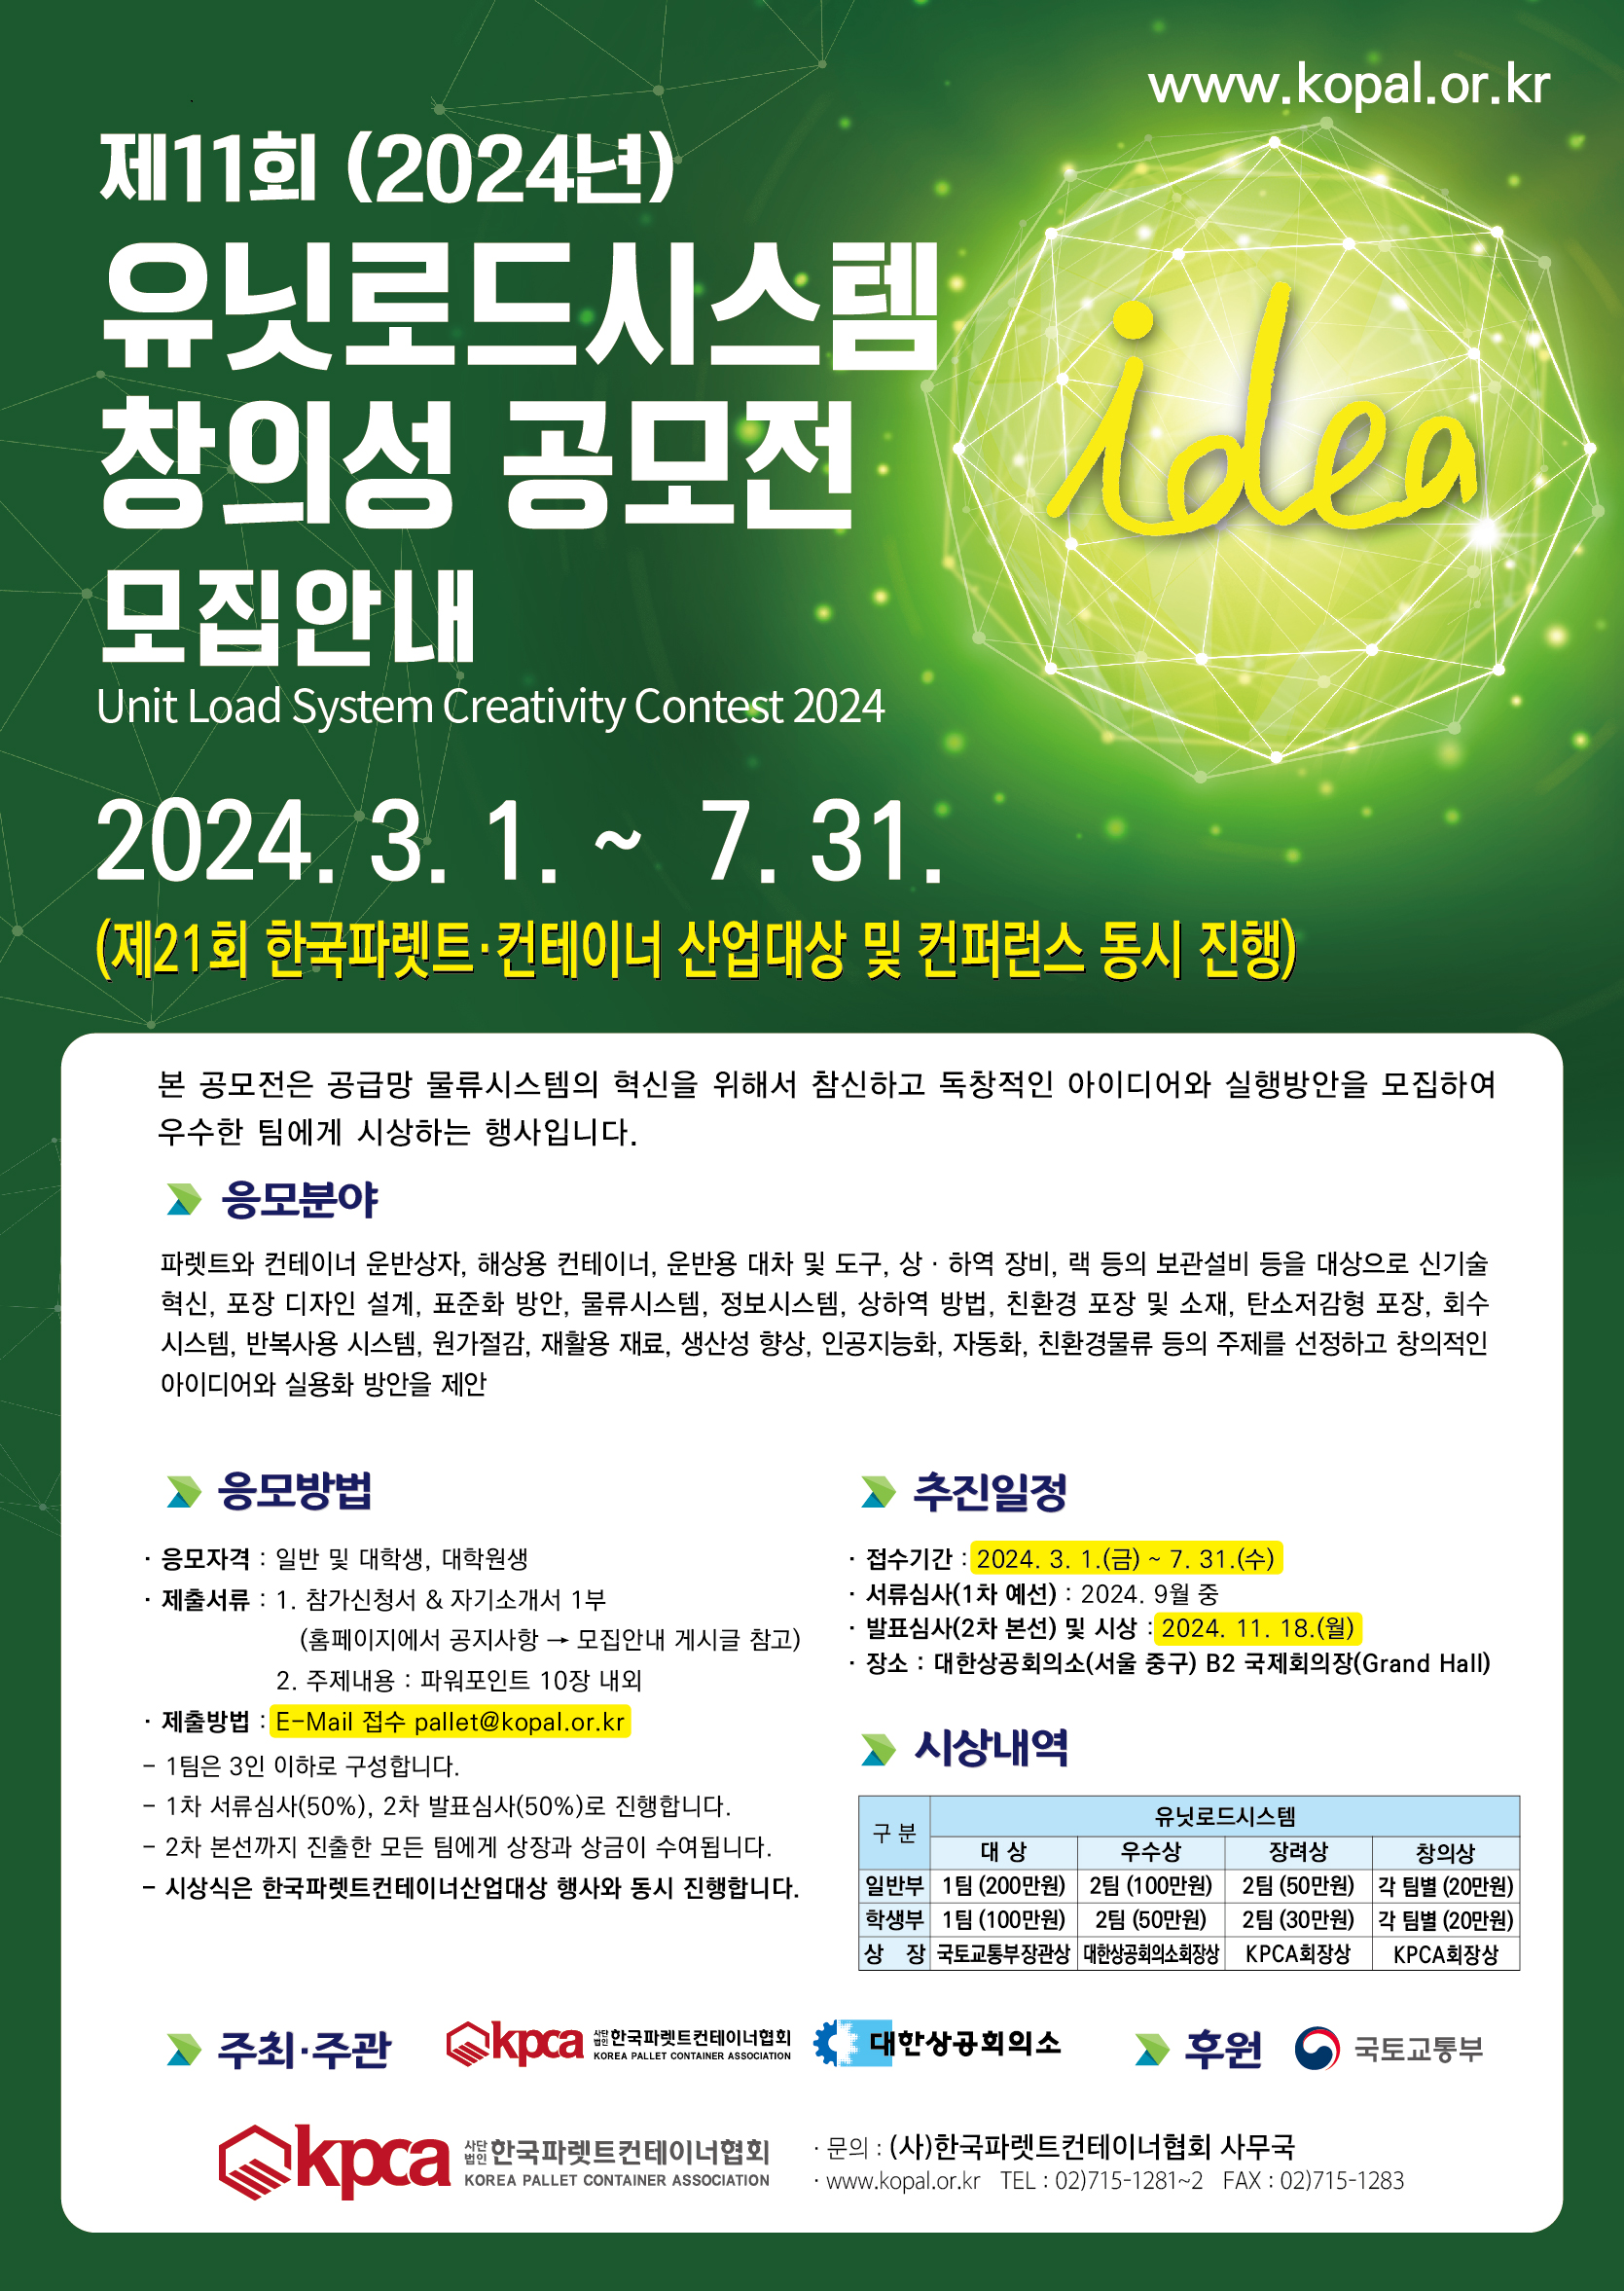 www.kopal.or.kr
제11회 (2024년)
유닛로드시스템
창의성 공모전
모집안내
Unit Load System Creativity Contest 2024
idea
2024. 3. 1. ~ 7. 31.
(제21회 한국파렛트·컨테이너 산업대상 및 컨퍼런스 동시 진행)
본 공모전은 공급망 물류시스템의 혁신을 위해서 참신하고 독창적인 아이디어와 실행방안을 모집하여
우수한 팀에게 시상하는 행사입니다.
응모분야
파렛트와 컨테이너 운반상자, 해상용 컨테이너, 운반용 대차 및 도구, 상 · 하역 장비, 랙 등의 보관설비 등을 대상으로 신기술
혁신, 포장 디자인 설계, 표준화 방안, 물류시스템, 정보시스템, 상하역 방법, 친환경 포장 및 소재, 탄소저감형 포장, 회수
시스템, 반복사용 시스템, 원가절감, 재활용 재료, 생산성 향상, 인공지능화, 자동화, 친환경물류 등의 주제를 선정하고 창의적인
아이디어와 실용화 방안을 제안
응모방법
· 응모자격 : 일반 및 대학생, 대학원생
· 제출서류 : 1. 참가신청서 & 자기소개서 1부
(홈페이지에서 공지사항 → 모집안내 게시글 참고)
2. 주제내용 : 파워포인트 10장 내외
· 제출방법 : E-Mail 접수 pallet@kopal.or.kr
- 1팀은 3인 이하로 구성합니다.
- 1차 서류심사(50%), 2차 발표심사(50%)로 진행합니다.
- 2차 본선까지 진출한 모든 팀에게 상장과 상금이 수여됩니다.
- 시상식은 한국파렛트컨테이너산업대상 행사와 동시 진행합니다.
추진일정
· 접수기간 : 2024. 3. 1.(금) ~ 7. 31.(수)
· 서류심사(1차 예선) : 2024. 9월 중
· 발표심사(2차 본선) 및 시상 : 2024. 11. 18.(월)
· 장소 : 대한상공회의소(서울 중구) B2 국제회의장(Grand Hall)
시상내역
구 분 유닛로드시스템
대 상 우수상 장려상 창의상
일반부 1팀 (200만원) 2팀 (100만원) 2팀 (50만원) 각 팀별 (20만원)
학생부 1팀 (100만원) 2팀 (50만원) 2팀 (30만원) 각 팀별 (20만원)
상 장 국토교통부장관상 대한상공회의소회장상 KPCA회장상 KPCA회장상
주최·주관 kpca 사단법인 한국파렛트컨테이너협회 대한상공회의소 후원 국토교통부
KOREA PALLET CONTAINER ASSOCIATION
kpca 사단법인 한국파렛트컨테이너협회
KOREA PALLET CONTAINER ASSOCIATION
· 문의 : (사)한국파렛트컨테이너협회 사무국
· www.kopal.or.kr TEL : 02)715-1281~2 FAX : 02)715-1283